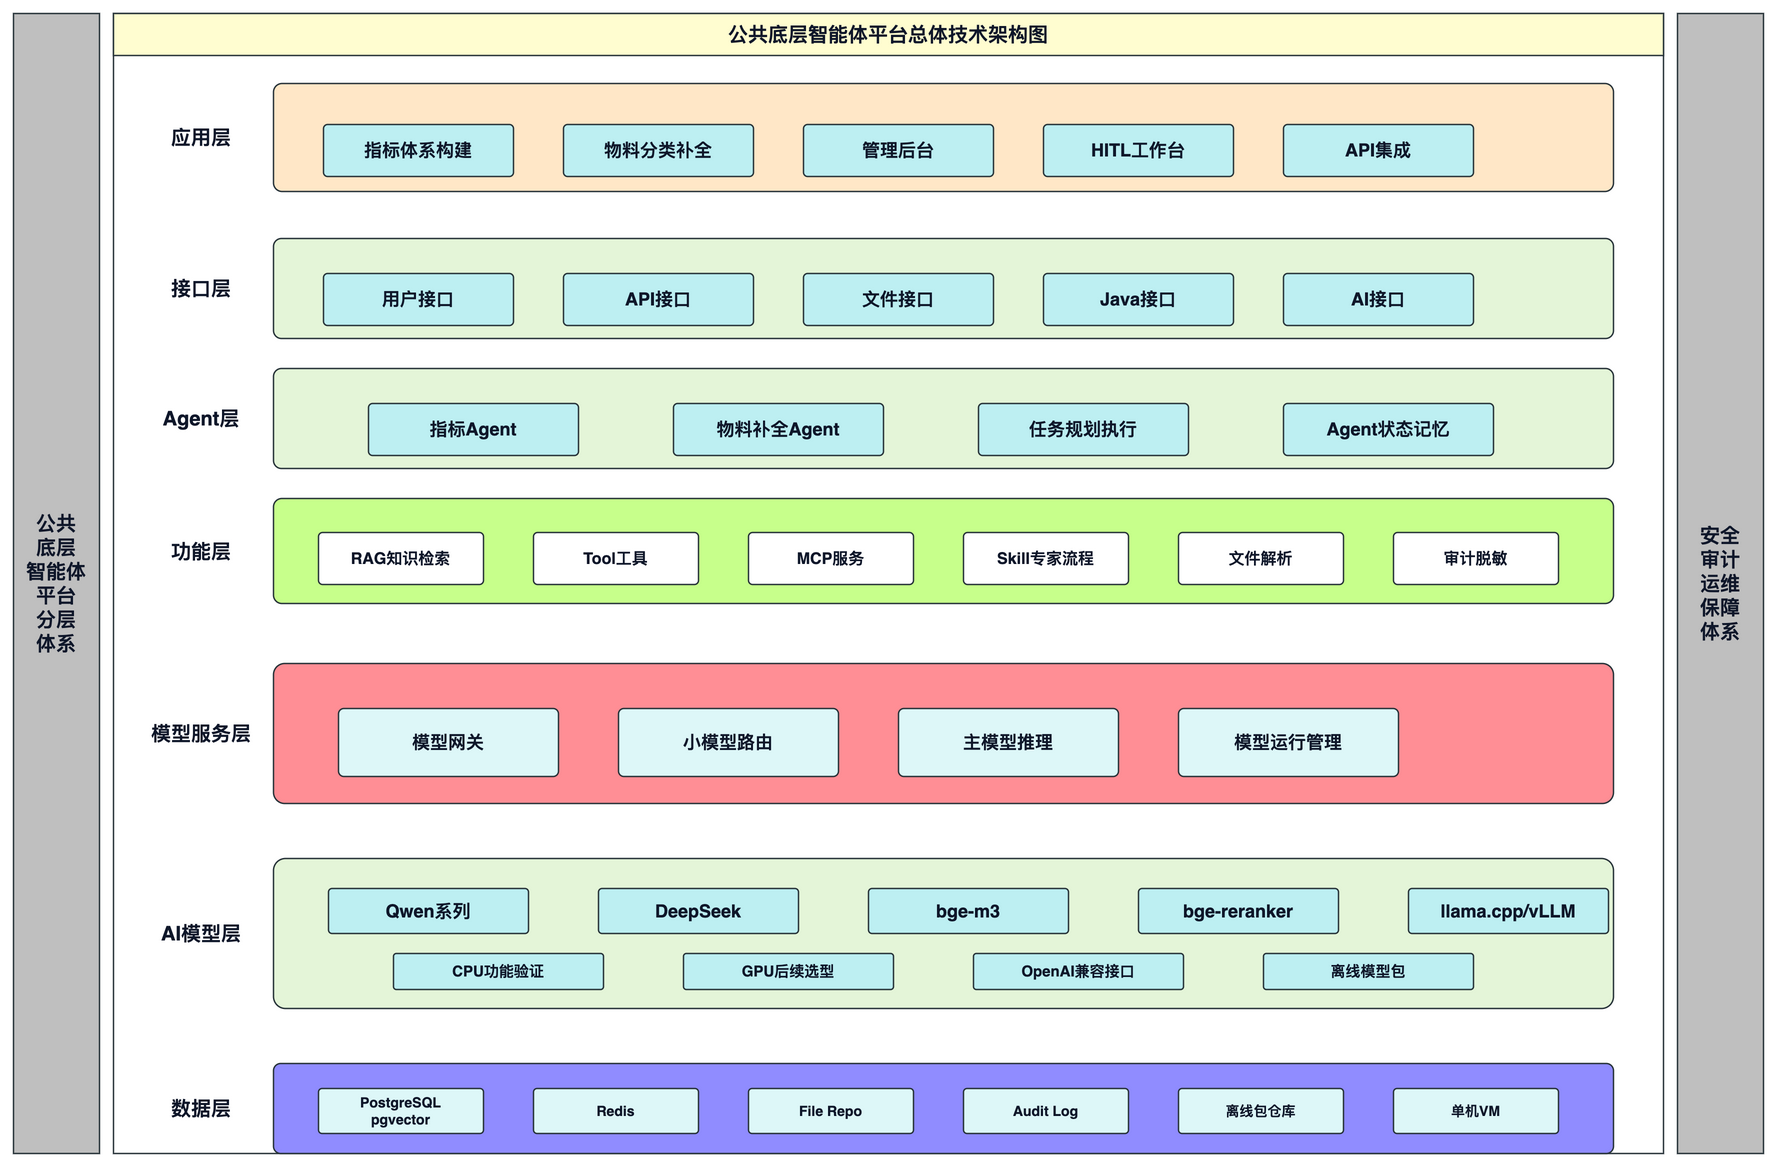 公共底层智能体平台总体技术架构图
公共
底层
智能体
平台
分层
体系
应用层
指标体系构建
物料分类补全
管理后台
HITL工作台
API集成
接口层
用户接口
API接口
文件接口
Java接口
AI接口
Agent层
指标Agent
物料补全Agent
任务规划执行
Agent状态记忆
功能层
RAG知识检索
Tool工具
MCP服务
Skill专家流程
文件解析
审计脱敏
模型服务层
模型网关
小模型路由
主模型推理
模型运行管理
AI模型层
Qwen系列
DeepSeek
bge-m3
bge-reranker
llama.cpp/vLLM
CPU功能验证
GPU后续选型
OpenAI兼容接口
离线模型包
数据层
PostgreSQL
pgvector
Redis
File Repo
Audit Log
离线包仓库
单机VM
安全
审计
运维
保障
体系